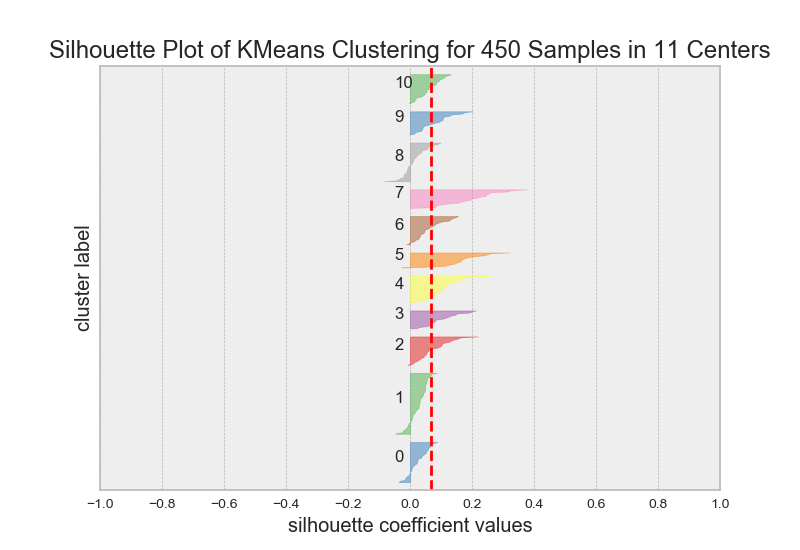 Silhouette Plot of KMeans Clustering for 450 Samples in 11 Centers
10
9
8
7
6
5
4
3
2
1
0
cluster label
−1.0 −0.8 −0.6 −0.4 −0.2 0.0 0.2 0.4 0.6 0.8 1.0
silhouette coefficient values